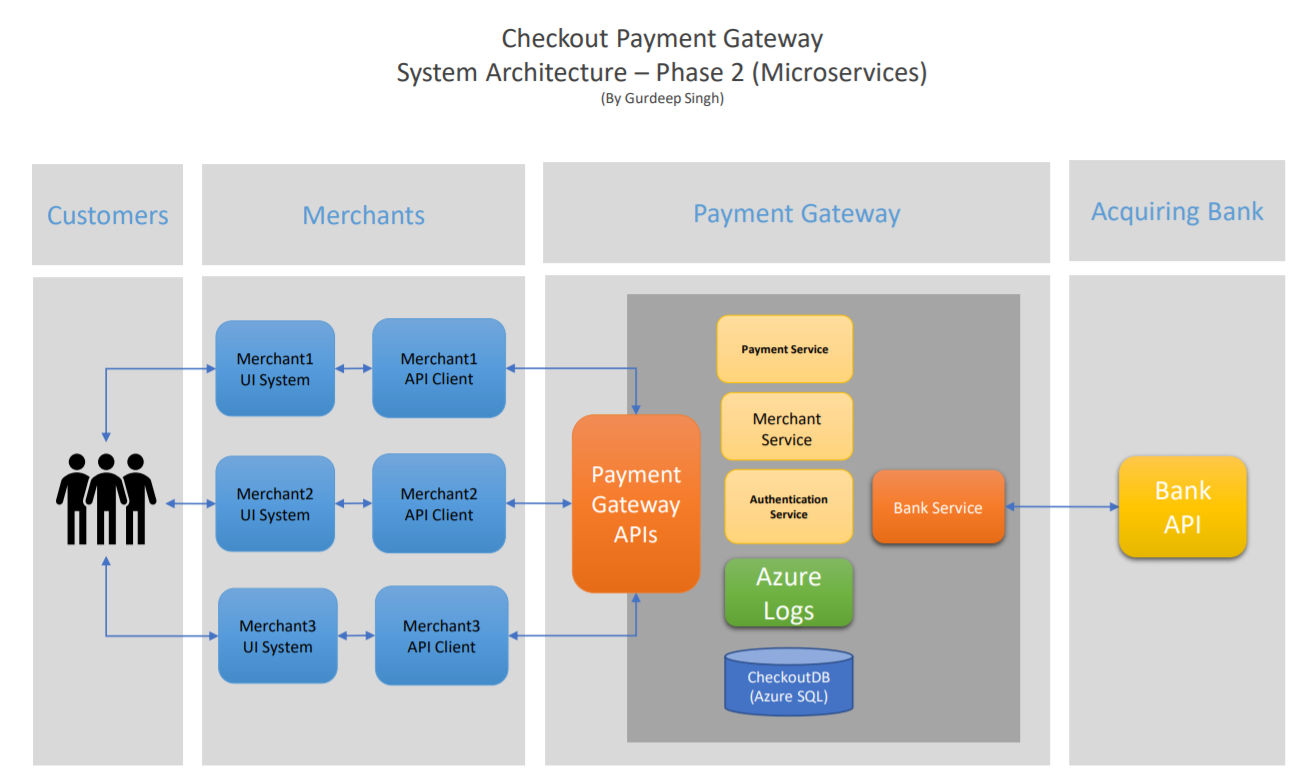 Checkout Payment Gateway
System Architecture – Phase 2 (Microservices)
(By Gurdeep Singh)
Customers
Merchants
Payment Gateway
Acquiring Bank
Merchant1
UI System
Merchant1
API Client
Merchant2
UI System
Merchant2
API Client
Merchant3
UI System
Merchant3
API Client
Payment
Gateway
APIs
Payment Service
Merchant
Service
Authentication
Service
Azure
Logs
CheckoutDB
(Azure SQL)
Bank Service
Bank
API